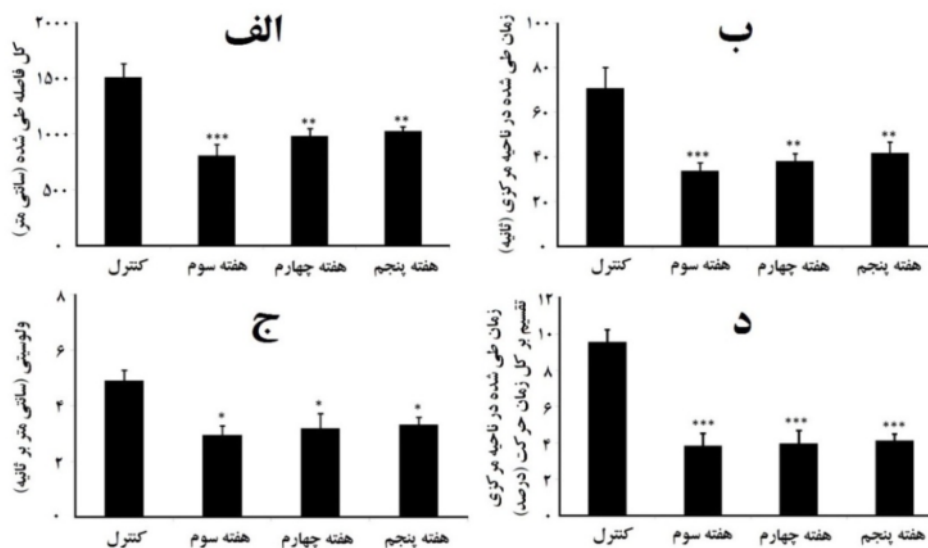 الف
کل فاصله طی شده (سانتی متر)
۲۰۰۰
۱۵۰۰
۱۰۰۰
۵۰۰
۰
***
**
**
کنترل هفته سوم هفته چهارم هفته پنجم
ب
زمان طی شده در ناحیه مرکزی (ثانیه)
۱۰۰
۸۰
۶۰
۴۰
۲۰
۰
***
**
**
کنترل هفته سوم هفته چهارم هفته پنجم
ج
ولوسیتی (سانتی متر بر ثانیه)
۸
۶
۴
۲
۰
*
*
*
کنترل هفته سوم هفته چهارم هفته پنجم
د
زمان طی شده در ناحیه مرکزی
تقسیم بر کل زمان حرکت (درصد)
۱۲
۱۰
۸
۶
۴
۲
۰
***
***
***
کنترل هفته سوم هفته چهارم هفته پنجم